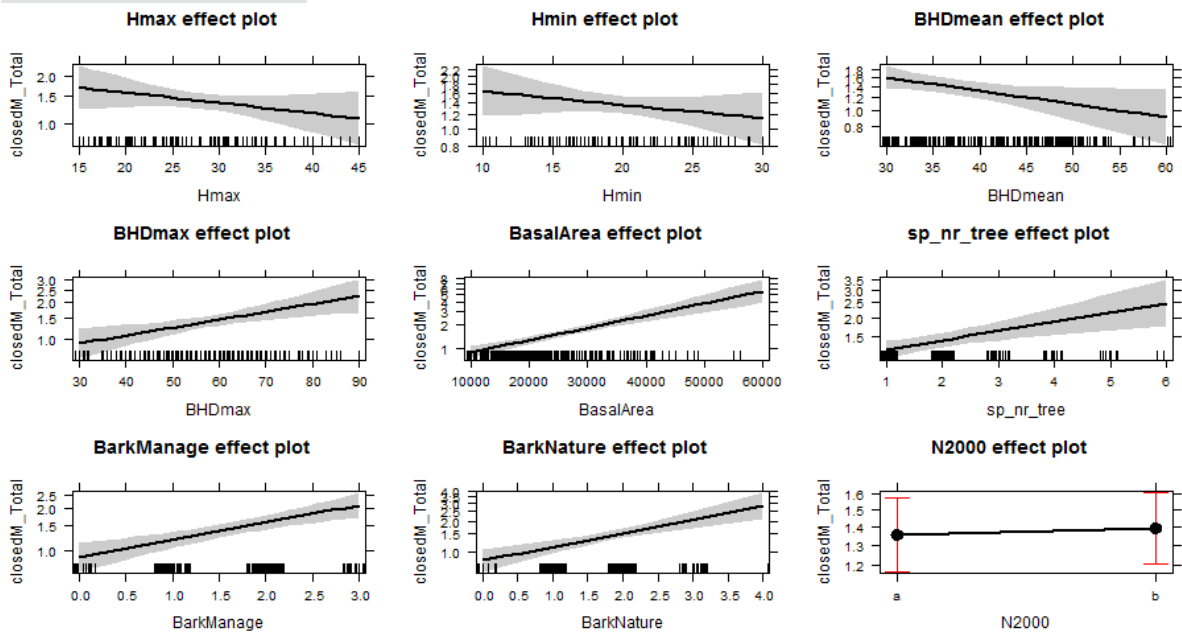 Hmax effect plot
closedM_Total
2.0
1.5
1.0
15 20 25 30 35 40 45
Hmax
Hmin effect plot
closedM_Total
2.2
1.8
1.4
1.2
1.0
0.8
10 15 20 25 30
Hmin
BHDmean effect plot
closedM_Total
1.8
1.6
1.4
1.2
1.0
0.8
30 35 40 45 50 55 60
BHDmean
BHDmax effect plot
closedM_Total
3.0
2.5
2.0
1.5
1.0
30 40 50 60 70 80 90
BHDmax
BasalArea effect plot
closedM_Total
8
3
2
1
10000 20000 30000 40000 50000 60000
BasalArea
sp_nr_tree effect plot
closedM_Total
3.5
3.0
2.5
2.0
1.5
1 2 3 4 5 6
sp_nr_tree
BarkManage effect plot
closedM_Total
2.5
2.0
1.5
1.0
0.0 0.5 1.0 1.5 2.0 2.5 3.0
BarkManage
BarkNature effect plot
closedM_Total
4.0
3.0
2.0
1.5
1.0
0.0 0.5 1.0 1.5 2.0 2.5 3.0 3.5 4.0
BarkNature
N2000 effect plot
closedM_Total
1.6
1.5
1.4
1.3
1.2
a b
N2000